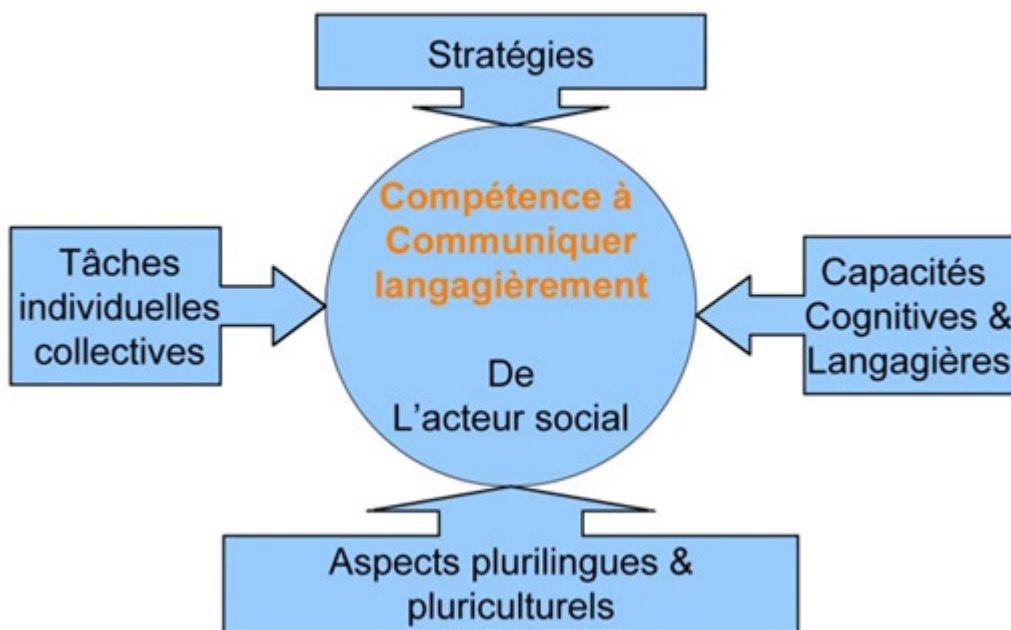 Stratégies
Compétence à
Communiquer
langagièrement
De
L'acteur social
Tâches
individuelles
collectives
Capacités
Cognitives &
Langagières
Aspects plurilingues &
pluriculturels